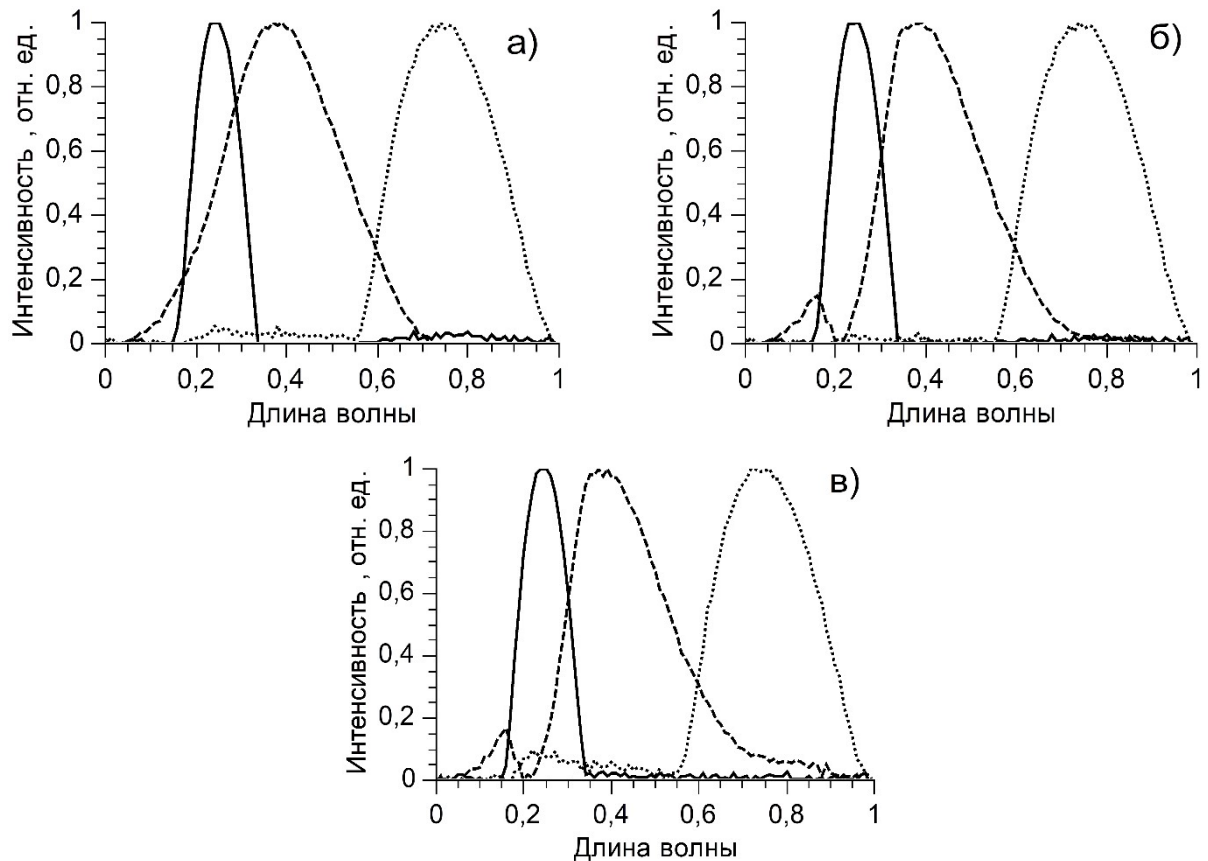 а)
Интенсивность , отн. ед.
1
0,8
0,6
0,4
0,2
0
0 0,2 0,4 0,6 0,8 1
Длина волны
б)
Интенсивность , отн. ед.
1
0,8
0,6
0,4
0,2
0
0 0,2 0,4 0,6 0,8 1
Длина волны
в)
Интенсивность , отн. ед.
1
0,8
0,6
0,4
0,2
0
0 0,2 0,4 0,6 0,8 1
Длина волны